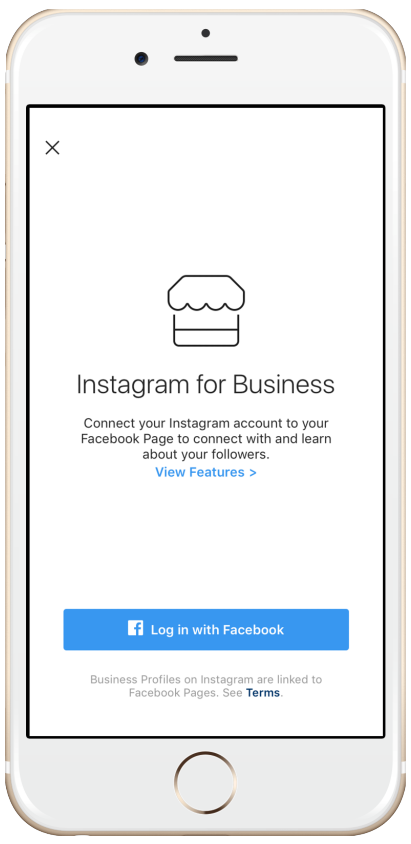 Instagram for Business
Connect your Instagram account to your
Facebook Page to connect with and learn
about your followers.
View Features >
Log in with Facebook
Business Profiles on Instagram are linked to
Facebook Pages. See Terms.